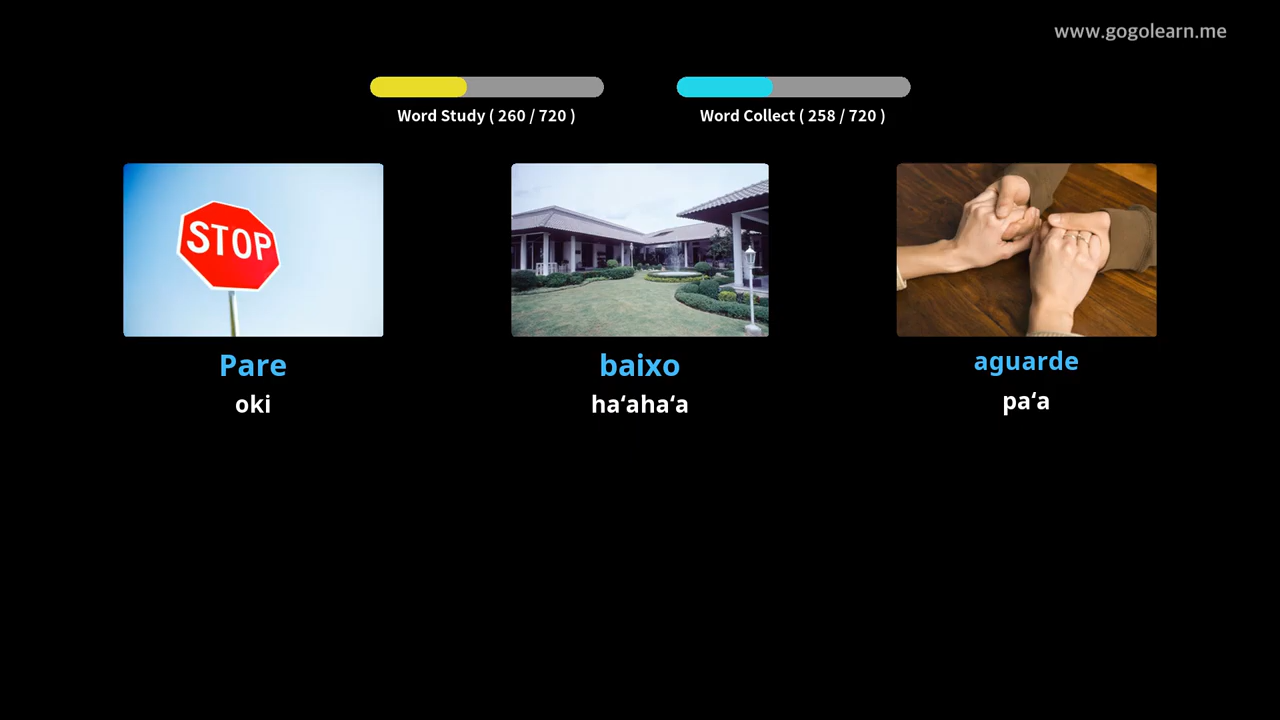 www.gogolearn.me
Word Study ( 260 / 720 )
Word Collect ( 258 / 720 )
STOP
Pare
oki
baixo
haʻahaʻa
aguarde
paʻa